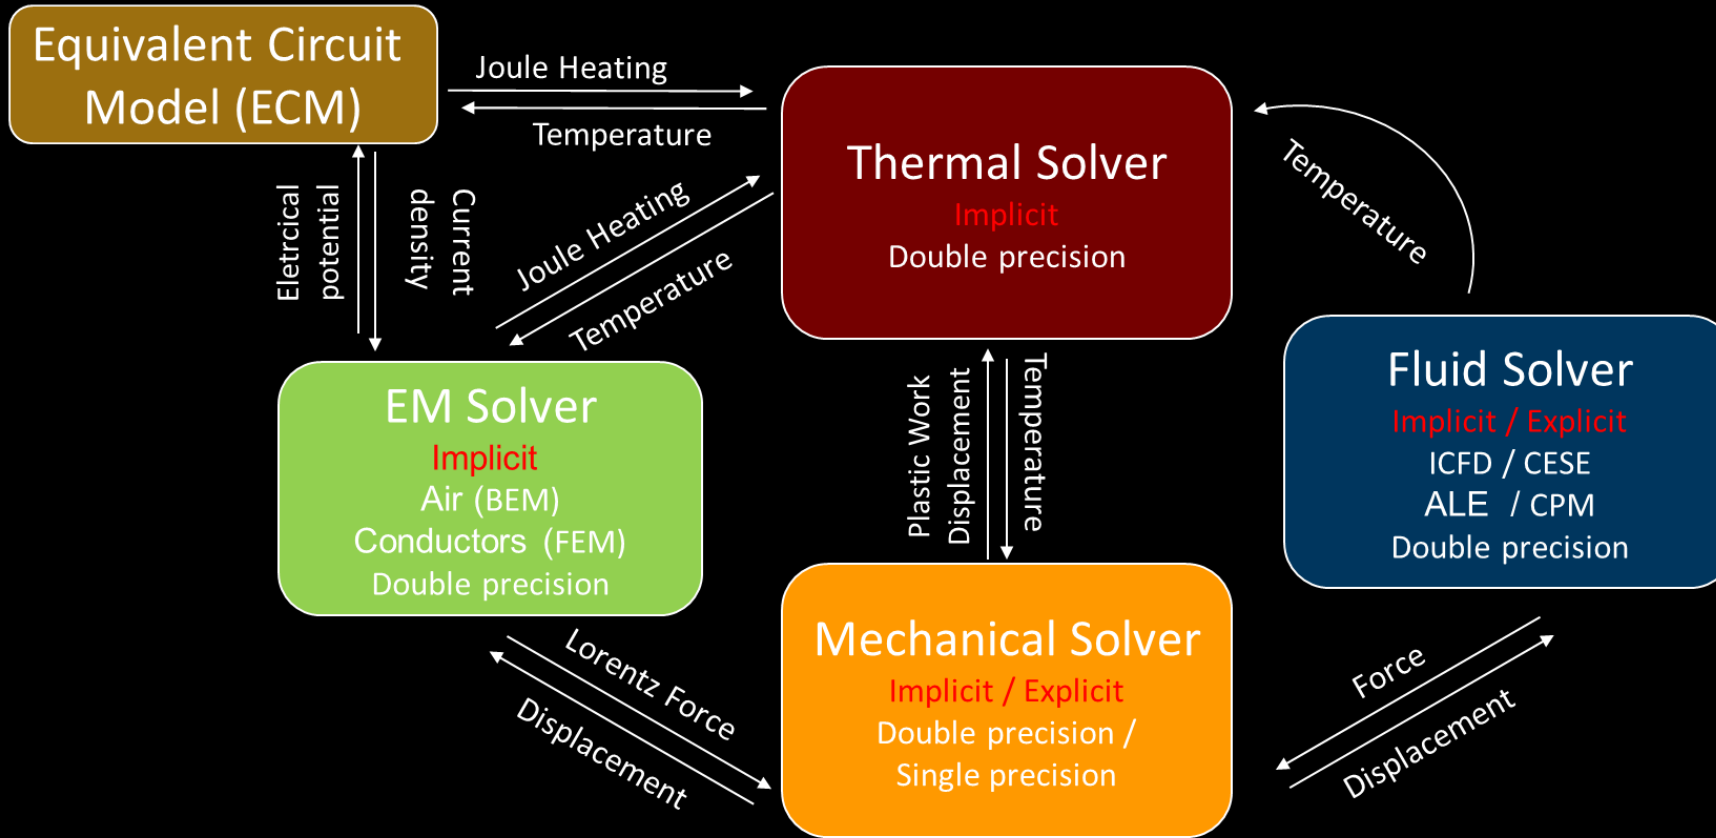 Equivalent Circuit
Model (ECM)
Joule Heating
Temperature
Eletrcical
potential
Current
density
Joule Heating
Temperature
Thermal Solver
Implicit
Double precision
Temperature
EM Solver
Implicit
Air (BEM)
Conductors (FEM)
Double precision
Plastic Work
Displacement
Temperature
Fluid Solver
Implicit / Explicit
ICFD / CESE
ALE / CPM
Double precision
Lorentz Force
Displacement
Mechanical Solver
Implicit / Explicit
Double precision /
Single precision
Force
Displacement